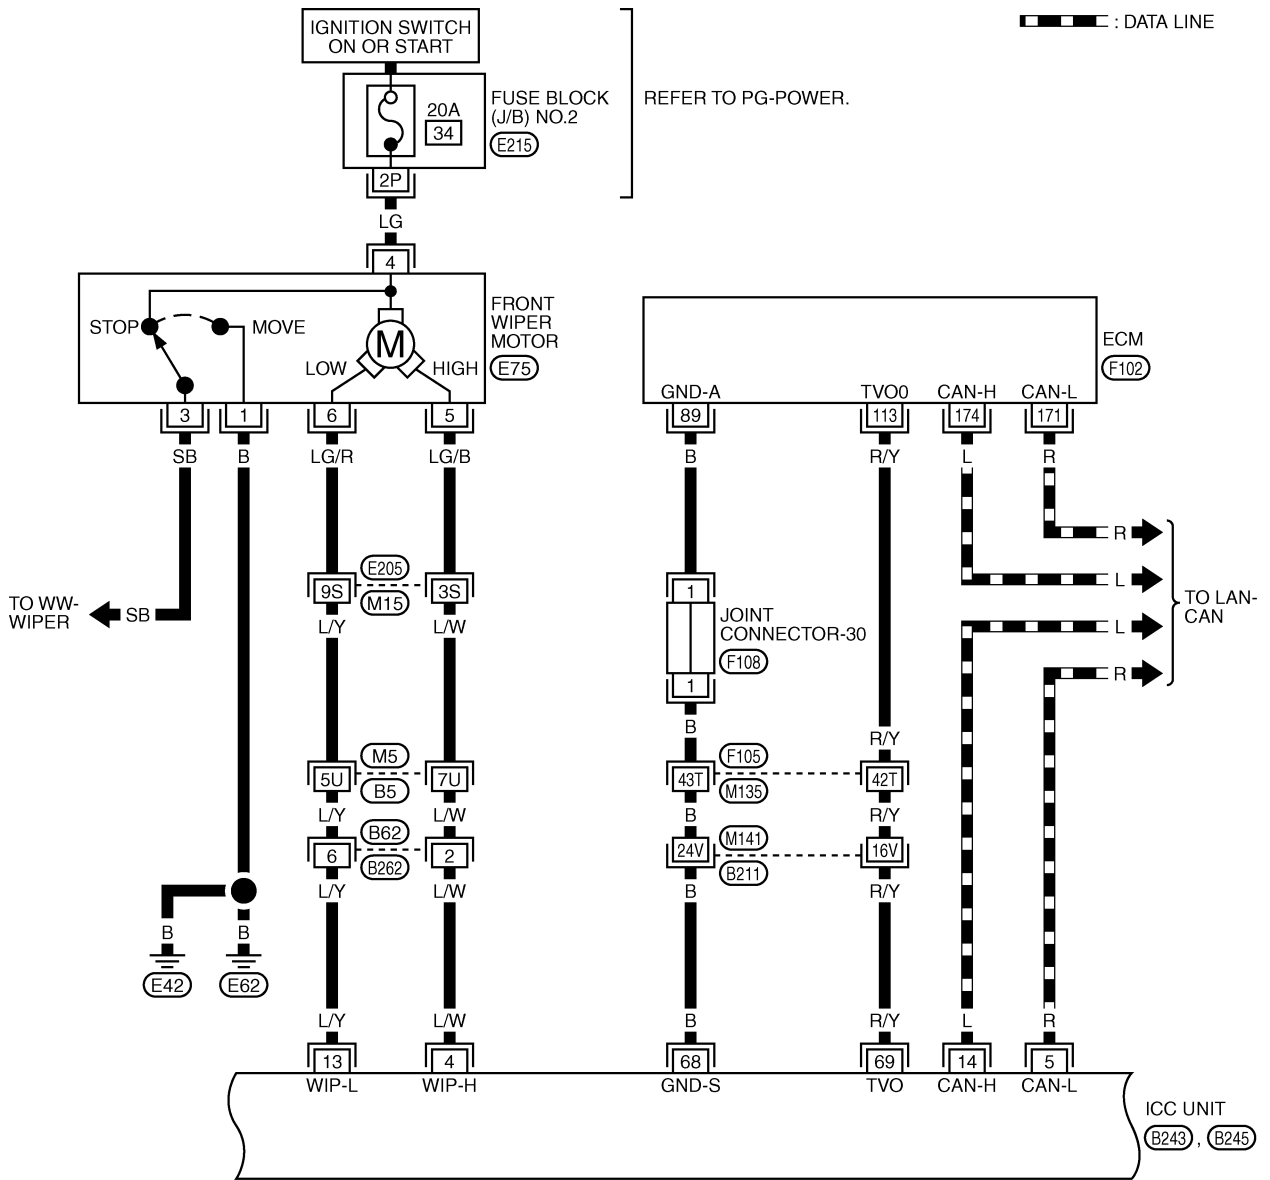 IGNITION SWITCH
ON OR START
: DATA LINE
FUSE BLOCK
(J/B) NO.2
E215
20A
34
REFER TO PG-POWER.
2P
LG
4
STOP
MOVE
M
LOW
HIGH
FRONT
WIPER
MOTOR
E75
ECM
F102
GND-A
TVO0
CAN-H
CAN-L
3
1
6
5
89
113
174
171
SB
B
LG/R
LG/B
B
R/Y
L
R
R
L
L
R
TO LAN-
CAN
E205
9S
3S
M15
L/Y
L/W
TO WW-
WIPER
SB
1
JOINT
CONNECTOR-30
F108
1
B
R/Y
M5
5U
7U
B5
L/Y
L/W
F105
43T
42T
M135
B
R/Y
B62
6
2
B262
L/Y
L/W
M141
24V
16V
B211
B
R/Y
B
B
E42
E62
L/Y
L/W
B
R/Y
L
R
13
4
68
69
14
5
WIP-L
WIP-H
GND-S
TVO
CAN-H
CAN-L
ICC UNIT
B243 , B245